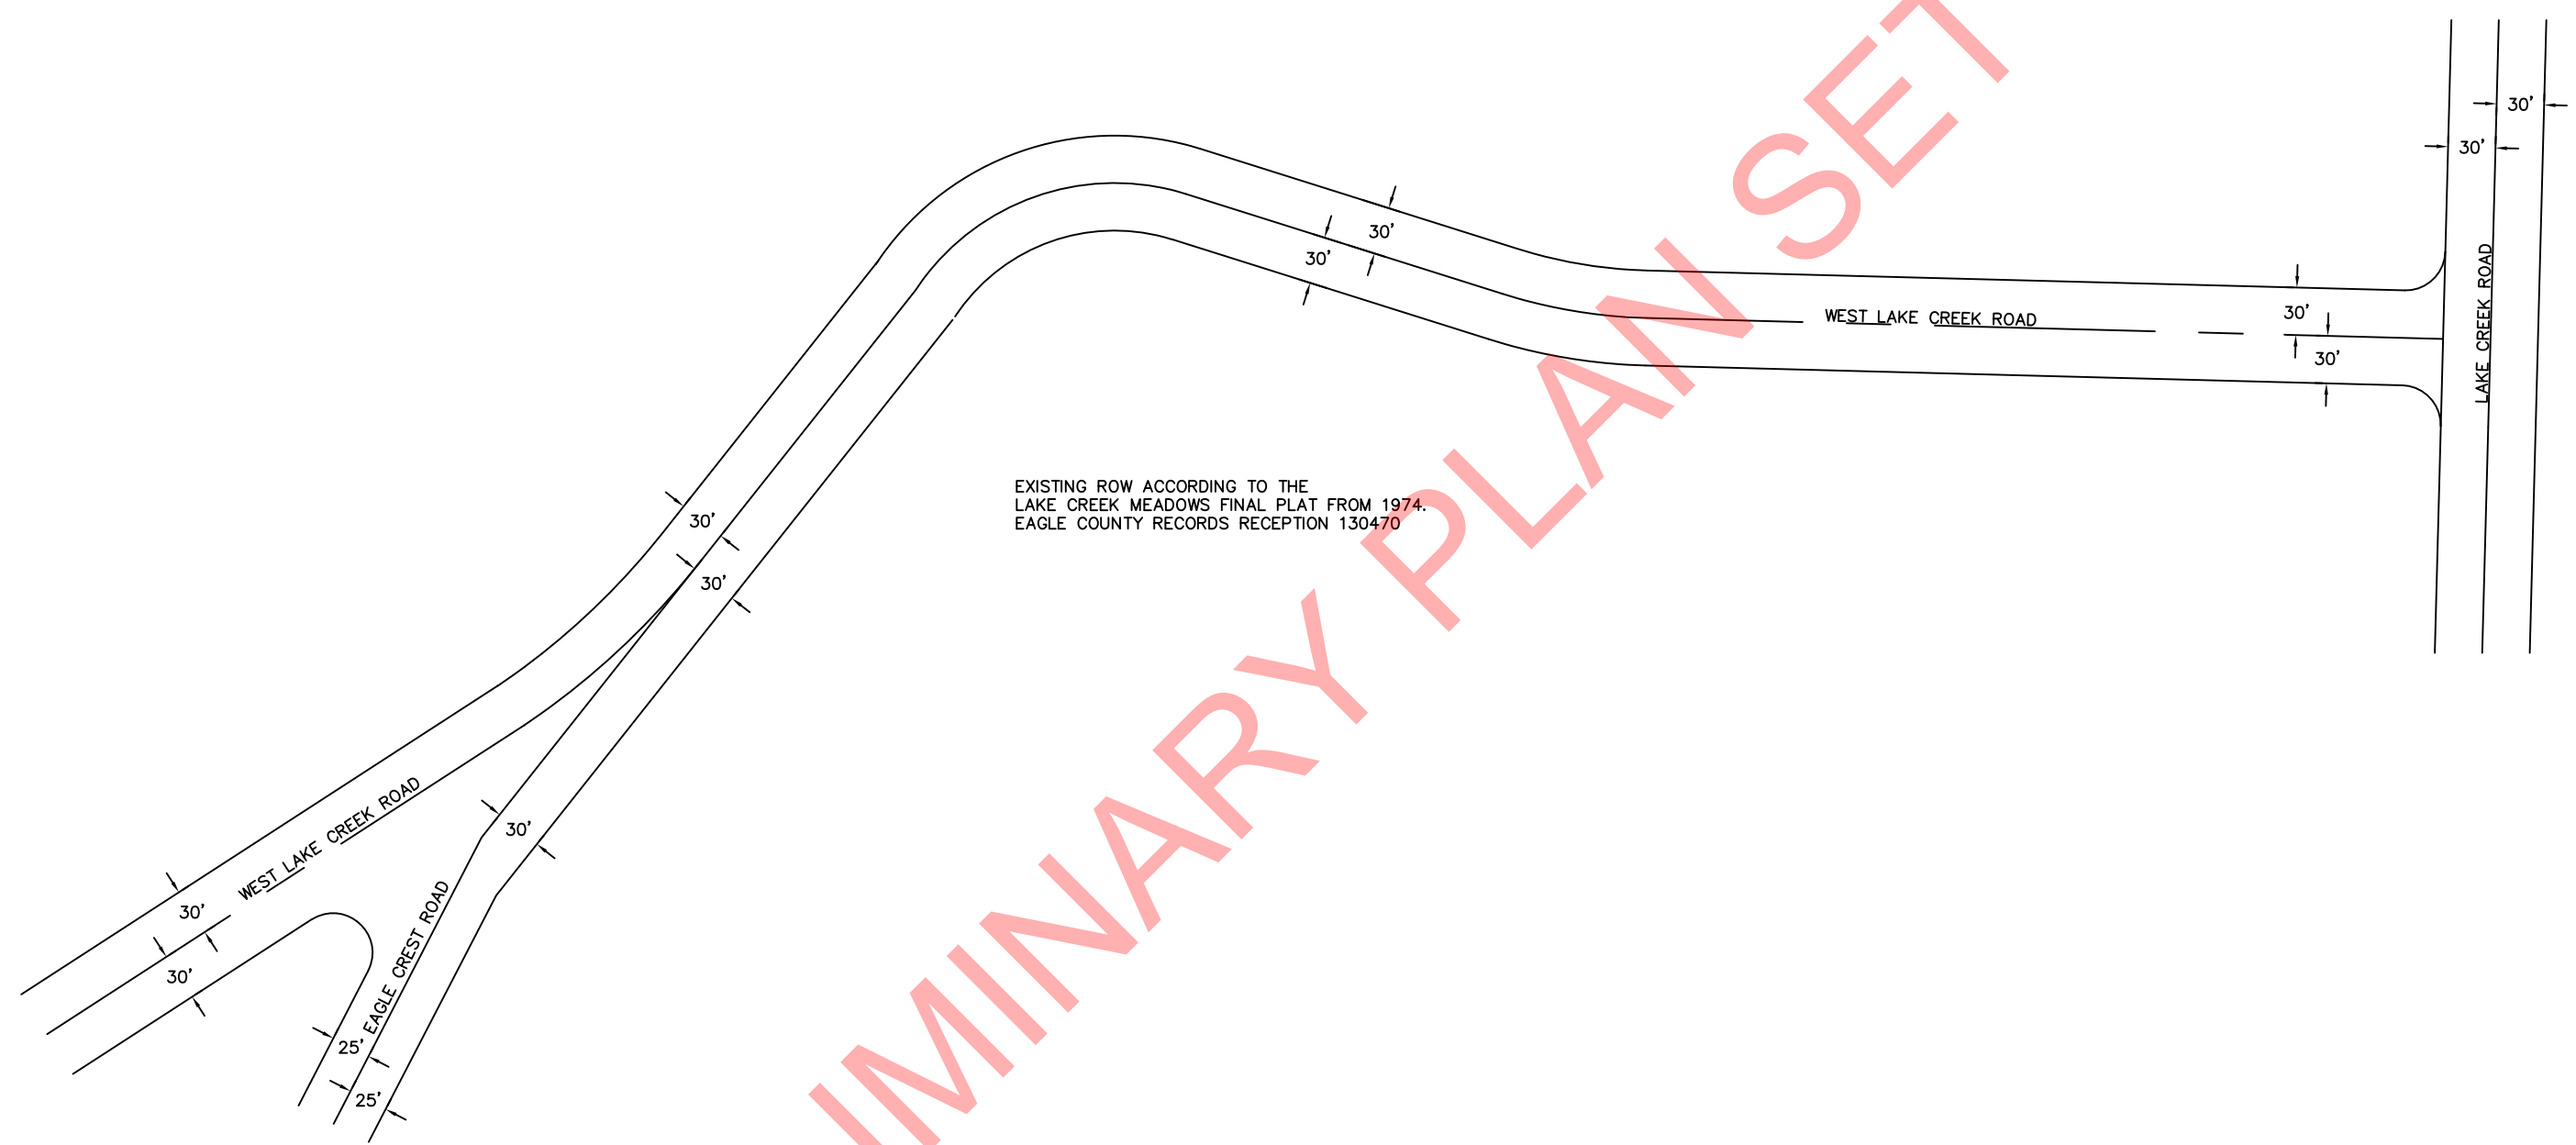 30'
30'
30'
30'
LAKE CREEK ROAD
WEST LAKE CREEK ROAD
30'
30'
EXISTING ROW ACCORDING TO THE
LAKE CREEK MEADOWS FINAL PLAT FROM 1974.
EAGLE COUNTY RECORDS RECEPTION 130470
30'
30'
30'
WEST LAKE CREEK ROAD
30'
30'
EAGLE CREST ROAD
25'
25'
IMINARY PLAN SET